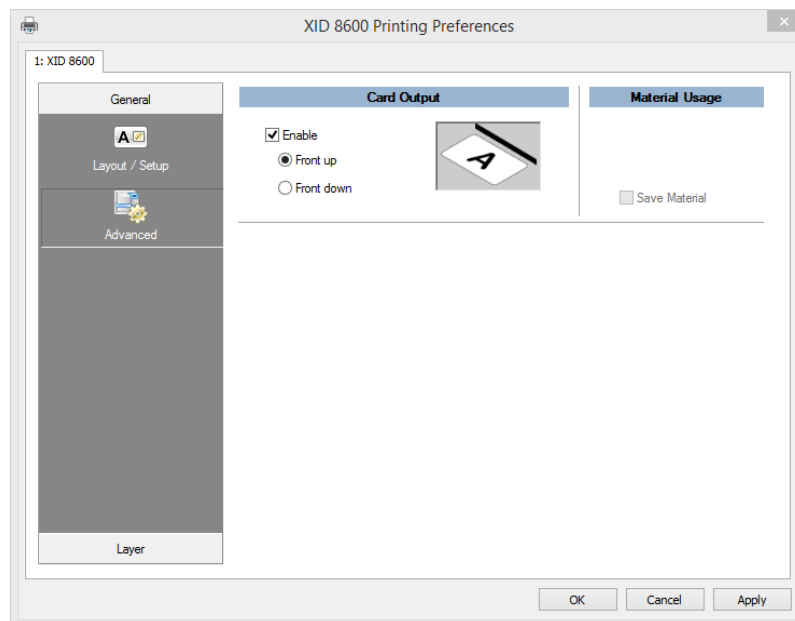 XID 8600 Printing Preferences
1: XID 8600
General
Layout / Setup
Advanced
Layer
Card Output
Enable
Front up
Front down
A
Material Usage
Save Material
OK Cancel Apply